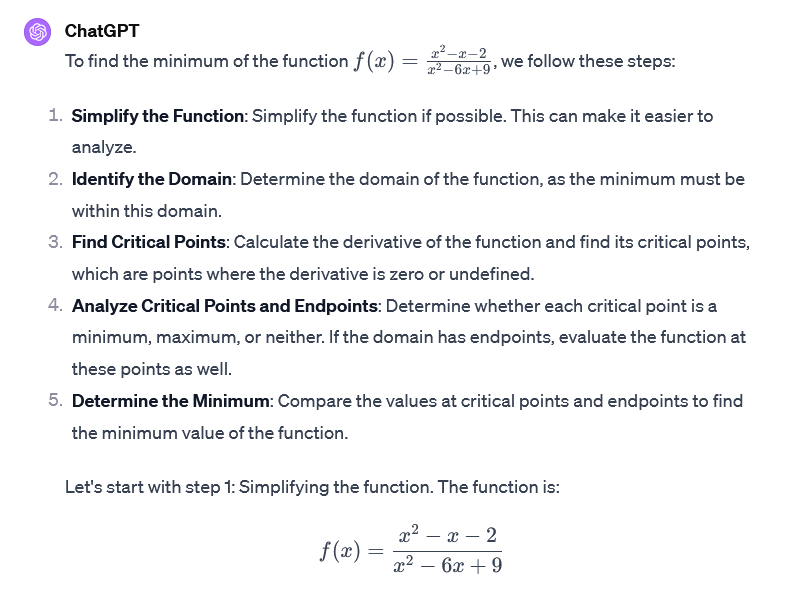 ChatGPT
To find the minimum of the function f(x) = \frac{x^2-x-2}{x^2-6x+9}, we follow these steps:
1. Simplify the Function: Simplify the function if possible. This can make it easier to
analyze.
2. Identify the Domain: Determine the domain of the function, as the minimum must be
within this domain.
3. Find Critical Points: Calculate the derivative of the function and find its critical points,
which are points where the derivative is zero or undefined.
4. Analyze Critical Points and Endpoints: Determine whether each critical point is a
minimum, maximum, or neither. If the domain has endpoints, evaluate the function at
these points as well.
5. Determine the Minimum: Compare the values at critical points and endpoints to find
the minimum value of the function.
Let's start with step 1: Simplifying the function. The function is:
f(x) = \frac{x^2 - x - 2}{x^2 - 6x + 9}